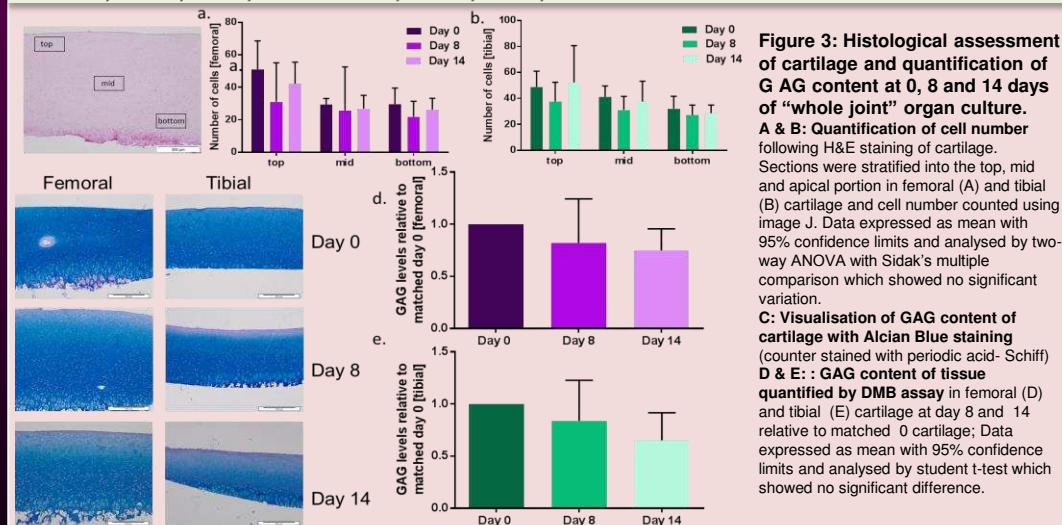 top
mid
bottom
a.
Number of cells [femoral]
80
60
a
40
20
0
top
mid
bottom
Day 0
Day 8
Day 14
b.
Number of cells [tibial]
100
80
60
40
20
0
top
mid
bottom
Day 0
Day 8
Day 14
Femoral
Tibial
Day 0
Day 8
Day 14
d.
GAG levels relative to
matched day 0 [femoral]
1.5
1.0
0.5
0.0
Day 0
Day 8
Day 14
e.
GAG levels relative to
matched day 0 [tibial]
1.5
1.0
0.5
0.0
Day 0
Day 8
Day 14
Figure 3: Histological assessment
of cartilage and quantification of
G AG content at 0, 8 and 14 days
of “whole joint” organ culture.
A & B: Quantification of cell number
following H&E staining of cartilage.
Sections were stratified into the top, mid
and apical portion in femoral (A) and tibial
(B) cartilage and cell number counted using
image J. Data expressed as mean with
95% confidence limits and analysed by two-
way ANOVA with Sidak’s multiple
comparison which showed no significant
variation.
C: Visualisation of GAG content of
cartilage with Alcian Blue staining
(counter stained with periodic acid- Schiff)
D & E: : GAG content of tissue
quantified by DMB assay in femoral (D)
and tibial (E) cartilage at day 8 and 14
relative to matched 0 cartilage; Data
expressed as mean with 95% confidence
limits and analysed by student t-test which
showed no significant difference.